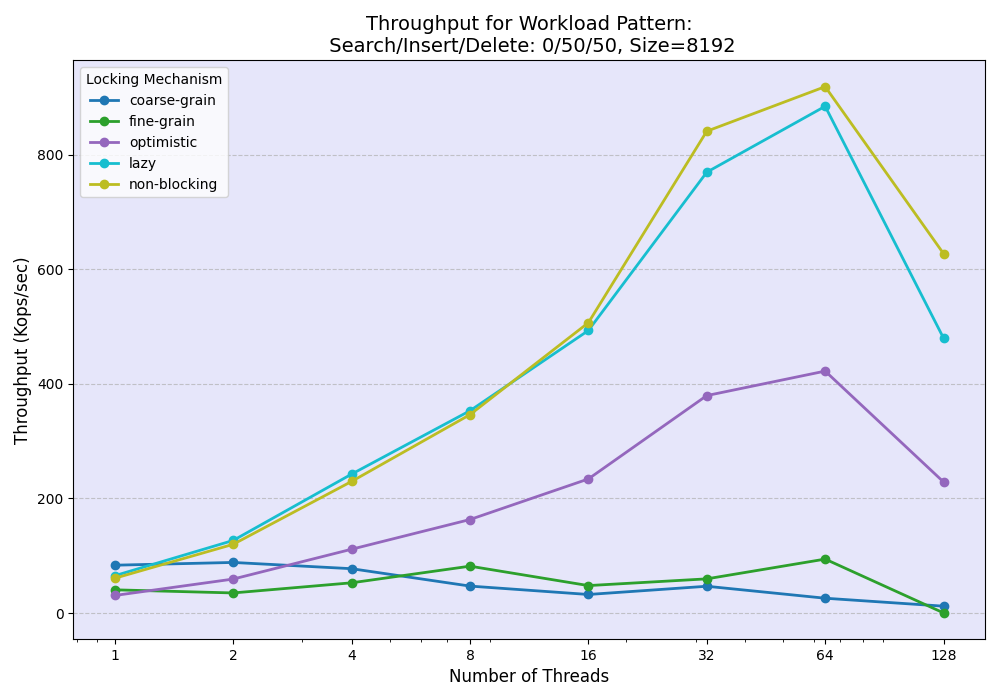 Throughput for Workload Pattern:
Search/Insert/Delete: 0/50/50, Size=8192
Locking Mechanism
coarse-grain
fine-grain
optimistic
lazy
non-blocking
Throughput (Kops/sec)
800
600
400
200
0
1 2 4 8 16 32 64 128
Number of Threads